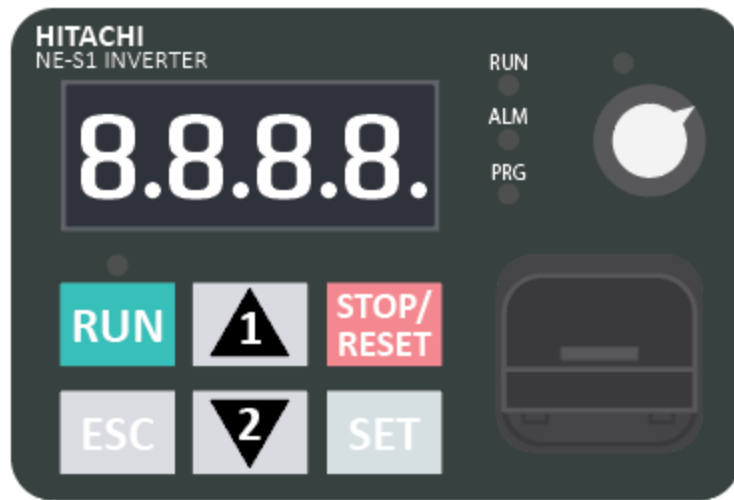 HITACHI
NE-S1 INVERTER
8.8.8.8.
RUN
ALM
PRG
RUN
1
STOP/
RESET
ESC
2
SET